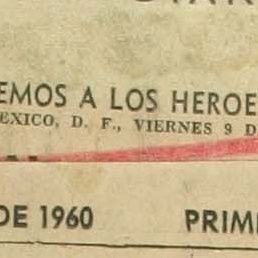 EMOS A LOS HEROE
EXICO, D. F., VIERNES 9 D
DE 1960 PRIM